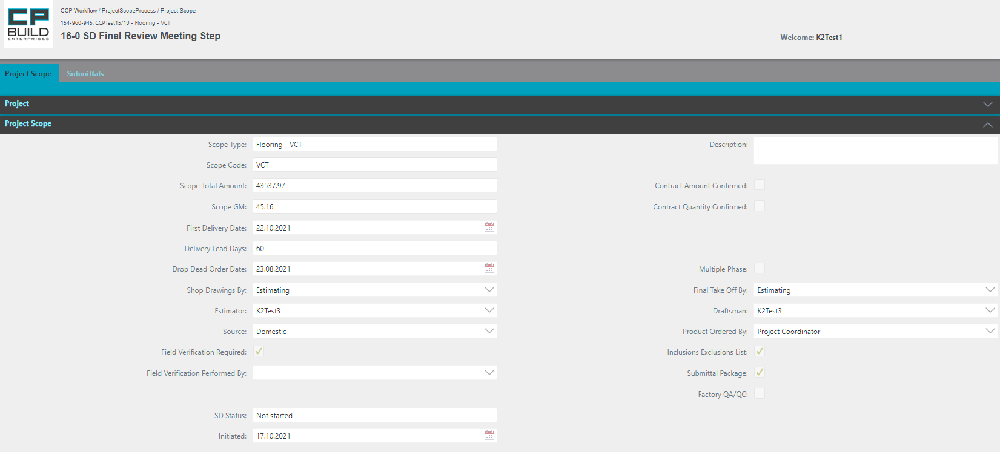 CP
BUILD
ENTERPRISES
CCP Workflow / ProjectScopeProcess / Project Scope
154-960-945: CCPTest15/10 - Flooring - VCT
16-0 SD Final Review Meeting Step
Welcome: K2Test1
Project Scope Submittals
Project
Project Scope
Scope Type: Flooring - VCT Description:
Scope Code: VCT
Scope Total Amount: 43537.97 Contract Amount Confirmed:
Scope GM: 45.16 Contract Quantity Confirmed:
First Delivery Date: 22.10.2021
Delivery Lead Days: 60
Drop Dead Order Date: 23.08.2021 Multiple Phase:
Shop Drawings By: Estimating Final Take Off By: Estimating
Estimator: K2Test3 Draftsman: K2Test3
Source: Domestic Product Ordered By: Project Coordinator
Field Verification Required: Inclusions Exclusions List:
Field Verification Performed By: Submittal Package:
Factory QA/QC:
SD Status: Not started
Initiated: 17.10.2021